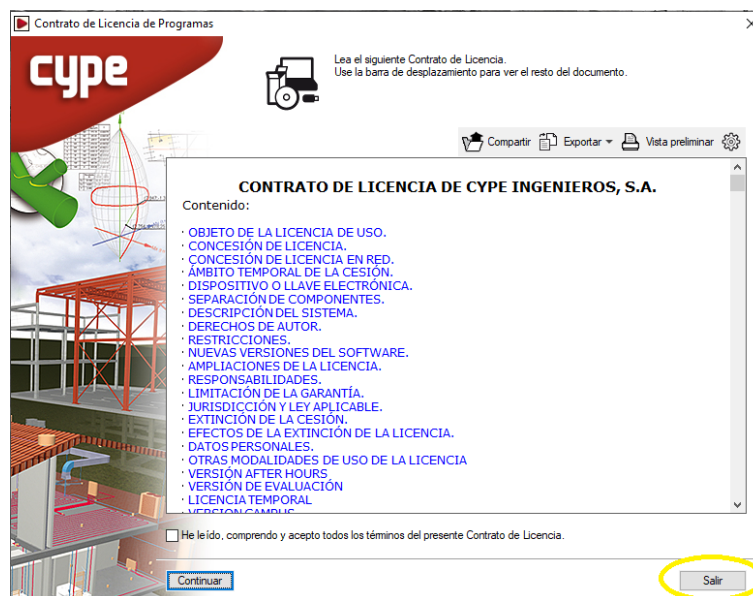 Contrato de Licencia de Programas
cype
Lea el siguiente Contrato de Licencia.
Use la barra de desplazamiento para ver el resto del documento.
Compartir Exportar Vista preliminar
CONTRATO DE LICENCIA DE CYPE INGENIEROS, S.A.
Contenido:
· OBJETO DE LA LICENCIA DE USO.
· CONCESIÓN DE LICENCIA.
· CONCESIÓN DE LICENCIA EN RED.
· ÁMBITO TEMPORAL DE LA CESIÓN.
· DISPOSITIVO O LLAVE ELECTRÓNICA.
· SEPARACIÓN DE COMPONENTES.
· DESCRIPCIÓN DEL SISTEMA.
· DERECHOS DE AUTOR.
· RESTRICCIONES.
· NUEVAS VERSIONES DEL SOFTWARE.
· AMPLIACIONES DE LA LICENCIA.
· RESPONSABILIDADES.
· LIMITACIÓN DE LA GARANTÍA.
· JURISDICCIÓN Y LEY APLICABLE.
· EXTINCIÓN DE LA CESIÓN.
· EFECTOS DE LA EXTINCIÓN DE LA LICENCIA.
· DATOS PERSONALES.
· OTRAS MODALIDADES DE USO DE LA LICENCIA
· VERSIÓN AFTER HOURS
· VERSIÓN DE EVALUACIÓN
· LICENCIA TEMPORAL
· VERSION CAMPUS
He leído, comprendo y acepto todos los términos del presente Contrato de Licencia.
Continuar Salir